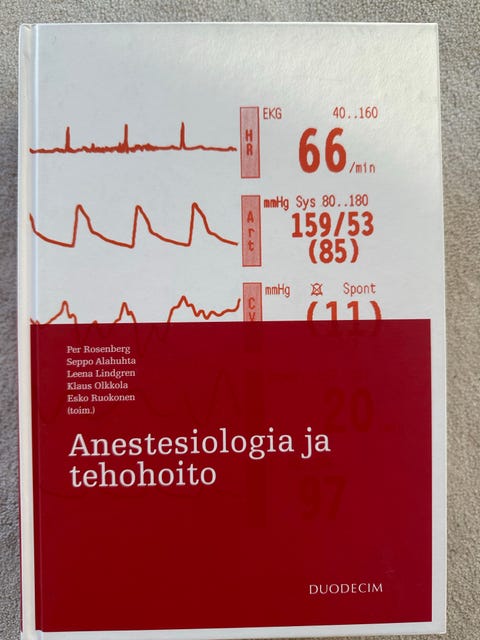 EKG 40..160
HR
66/min
mmHg Sys 80..180
Art
159/53
(85)
mmHg Spont
CV
(11)
Per Rosenberg
Seppo Alahuhta
Leena Lindgren
Klaus Olkkola
Esko Ruokonen
(toim.)
20
Anestesiologia ja
tehohoito
97
DUODECIM